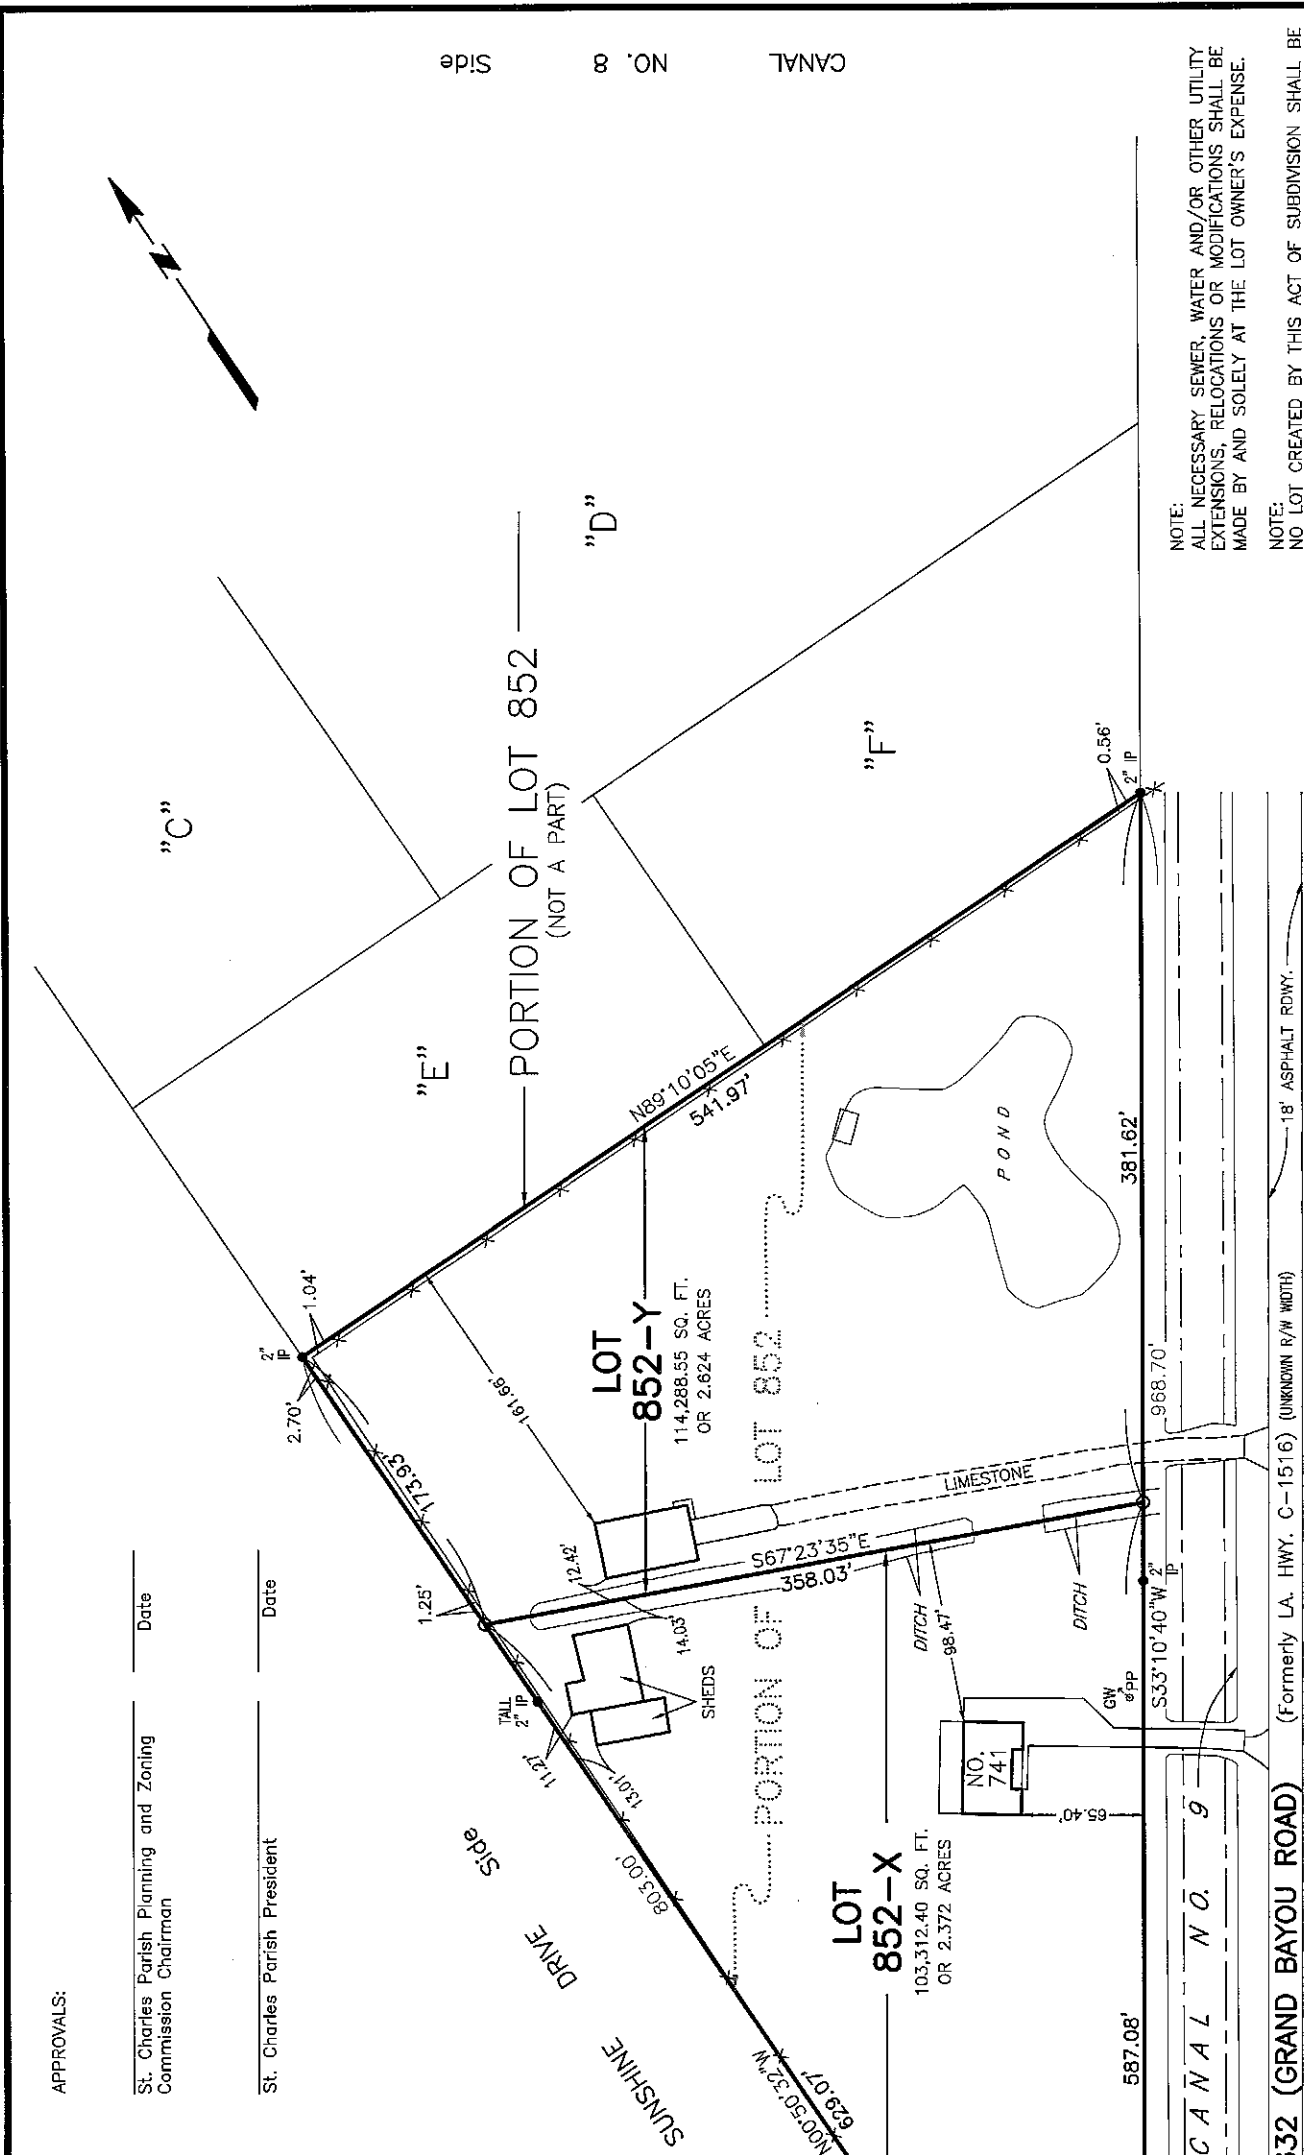 APPROVALS:
St. Charles Parish Planning and Zoning
Commission Chairman
Date
St. Charles Parish President
Date
CANAL NO. 8 Side
N
"C"
"D"
"E"
"F"
PORTION OF LOT 852
(NOT A PART)
SUNSHINE DRIVE Side
2" IP
2.70'
1.04'
173.93'
1.25'
TALL
2" IP
11.27'
13.01'
803.00'
N00°50'32"W
629.07'
N89°10'05"E
541.97'
161.66'
LOT
852-Y
114,288.55 SQ. FT.
OR 2.624 ACRES
PORTION OF LOT 852
12.42'
14.03'
SHEDS
S67°23'35"E
358.03'
LIMESTONE
DITCH
DITCH
98.47'
POND
0.56'
2" IP
381.62'
968.70'
S33°10'40"W
2"
IP
GW
PP
NO.
741
65.40'
LOT
852-X
103,312.40 SQ. FT.
OR 2.372 ACRES
587.08'
CANAL NO. 9
18' ASPHALT RDWY.
32 (GRAND BAYOU ROAD) (Formerly LA. HWY. C-1516) (UNKNOWN R/W WIDTH)
NOTE:
ALL NECESSARY SEWER, WATER AND/OR OTHER UTILITY
EXTENSIONS, RELOCATIONS OR MODIFICATIONS SHALL BE
MADE BY AND SOLELY AT THE LOT OWNER'S EXPENSE.
NOTE:
NO LOT CREATED BY THIS ACT OF SUBDIVISION SHALL BE